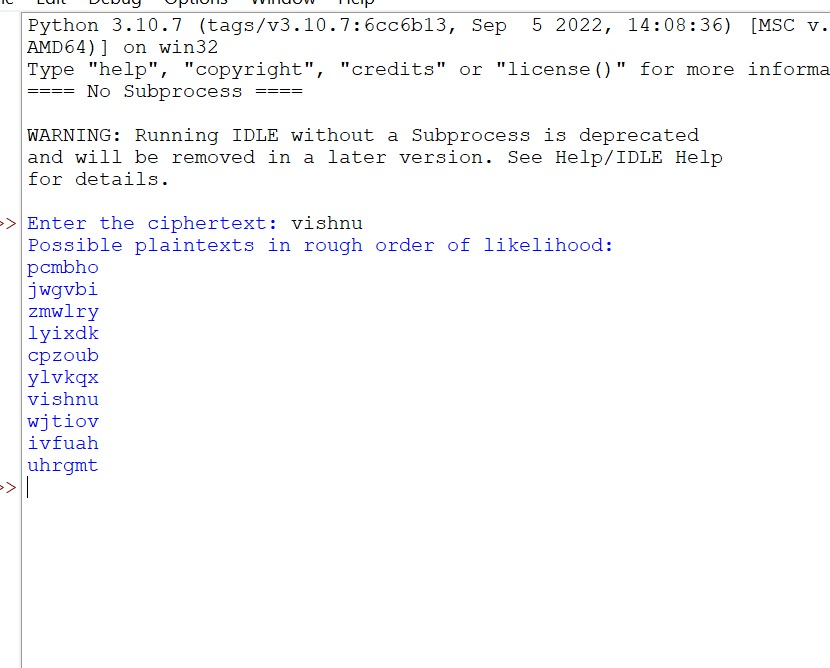 Edit Debug Options Window Help
Python 3.10.7 (tags/v3.10.7:6cc6b13, Sep  5 2022, 14:08:36) [MSC v.
AMD64)] on win32
Type "help", "copyright", "credits" or "license()" for more informa
==== No Subprocess ====
WARNING: Running IDLE without a Subprocess is deprecated
and will be removed in a later version. See Help/IDLE Help
for details.
>> Enter the ciphertext: vishnu
Possible plaintexts in rough order of likelihood:
pcmbho
jwgvbi
zmwlry
lyixdk
cpzoub
ylvkqx
vishnu
wjtiov
ivfuah
uhrgmt
>>